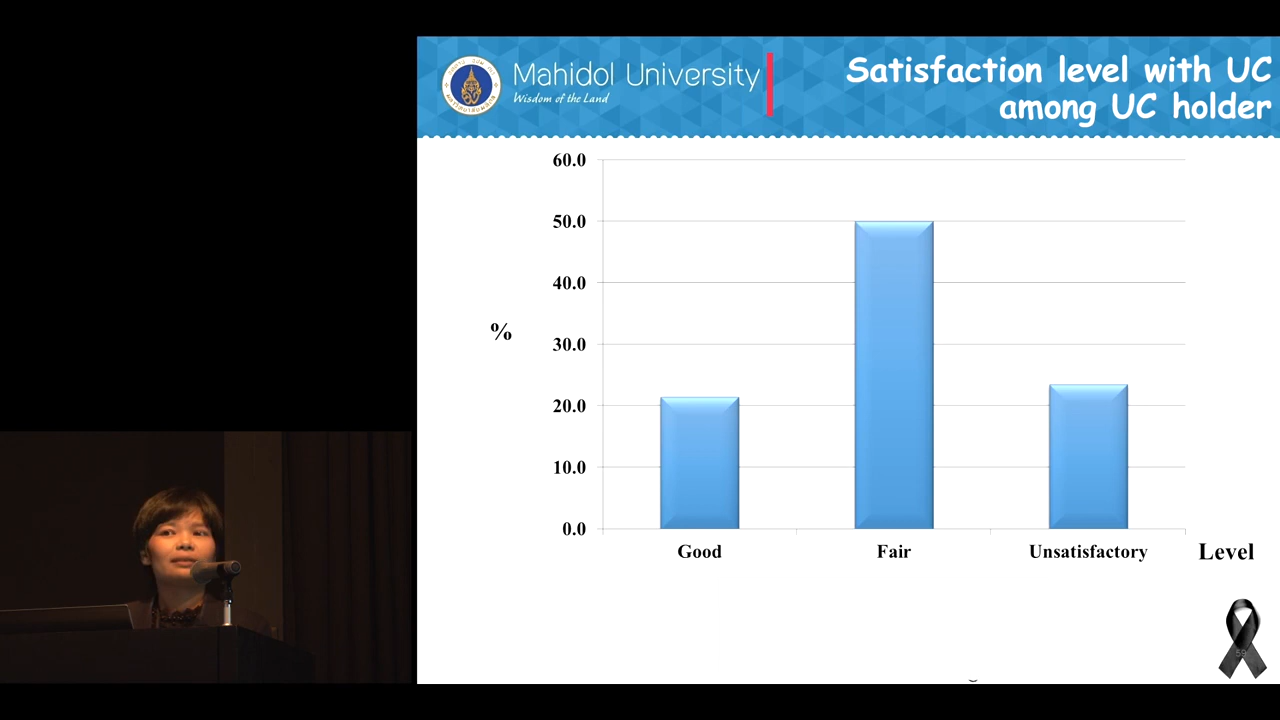 Mahidol University
Wisdom of the Land
Satisfaction level with UC
among UC holder
60.0
50.0
40.0
30.0
20.0
10.0
0.0
%
Good
Fair
Unsatisfactory
Level
59